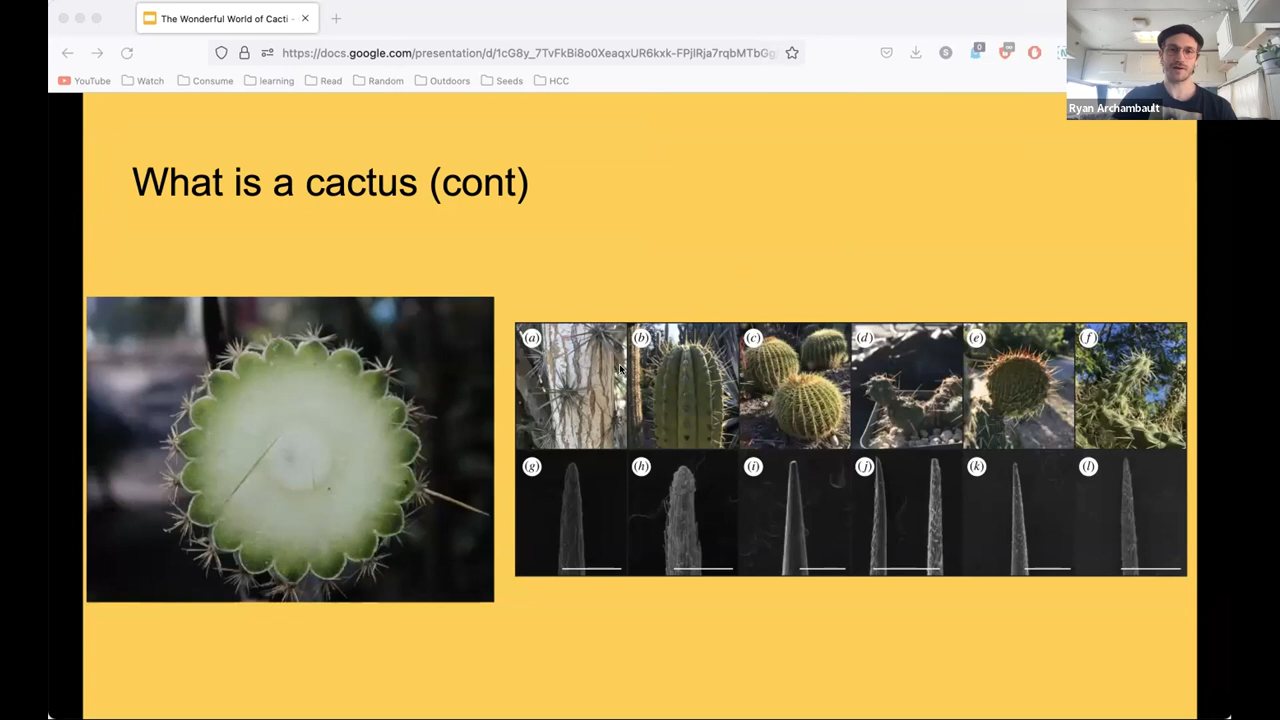 The Wonderful World of Cacti -
https://docs.google.com/presentation/d/1cG8y_7TvFkBi8o0XeaqxUR6kxk-FPjlRja7rqbMTbGg
YouTube Watch Consume learning Read Random Outdoors Seeds HCC
Ryan Archambault
What is a cactus (cont)
(a) (b) (c) (d) (e) (f)
(g) (h) (i) (j) (k) (l)